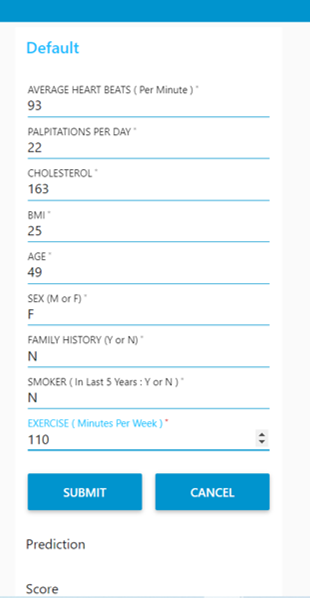 Default
AVERAGE HEART BEATS ( Per Minute ) *
93
PALPITATIONS PER DAY *
22
CHOLESTEROL *
163
BMI *
25
AGE *
49
SEX (M or F) *
F
FAMILY HISTORY (Y or N) *
N
SMOKER ( In Last 5 Years : Y or N ) *
N
EXERCISE ( Minutes Per Week ) *
110
SUBMIT CANCEL
Prediction
Score